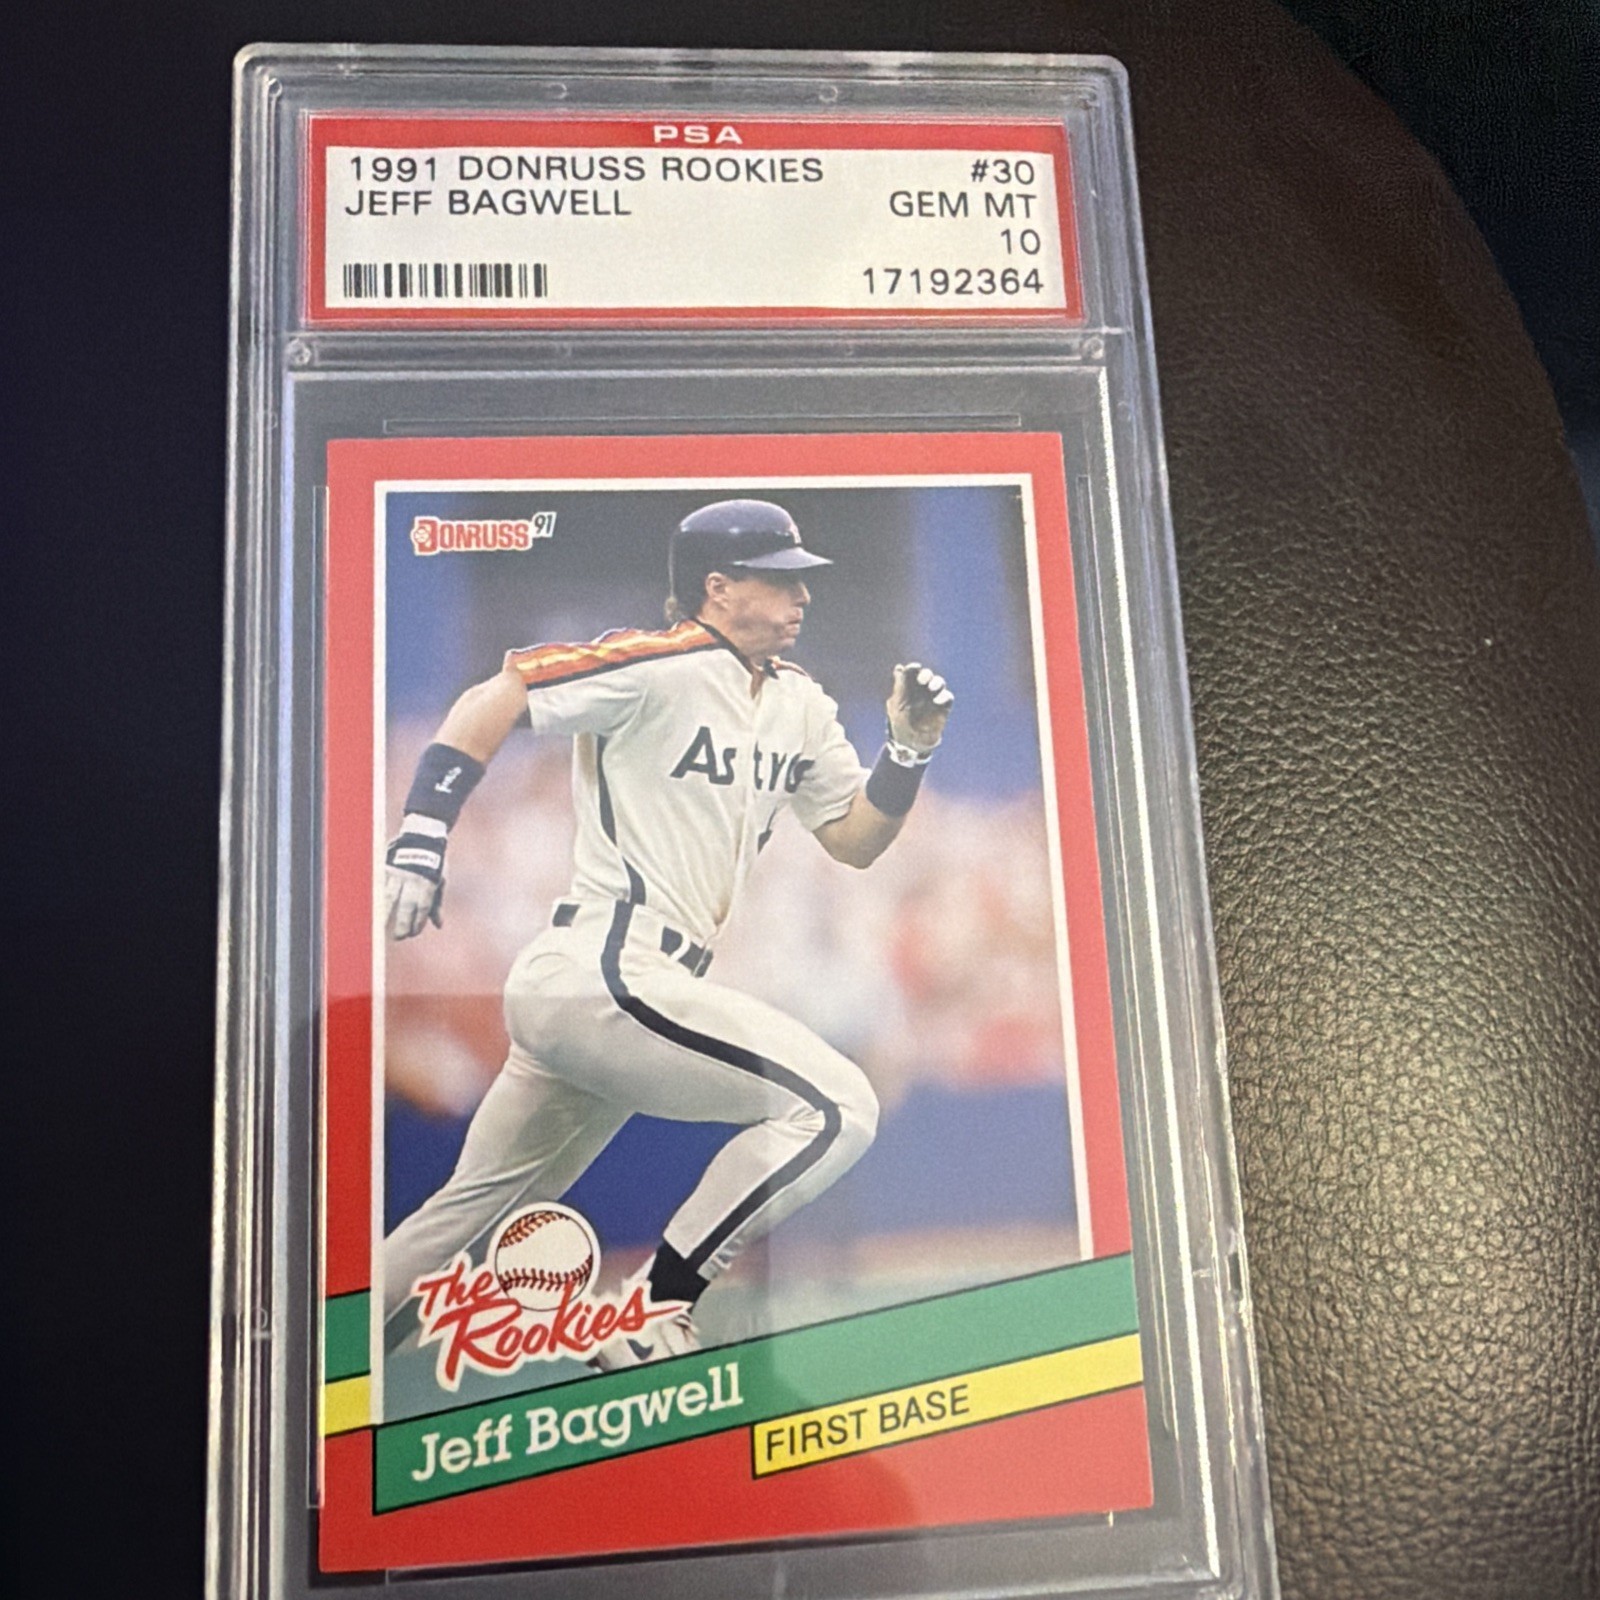 PSA
1991 DONRUSS ROOKIES #30
JEFF BAGWELL GEM MT
10
17192364
DONRUSS 91
Astro
The
Rookies
Jeff Bagwell
FIRST BASE